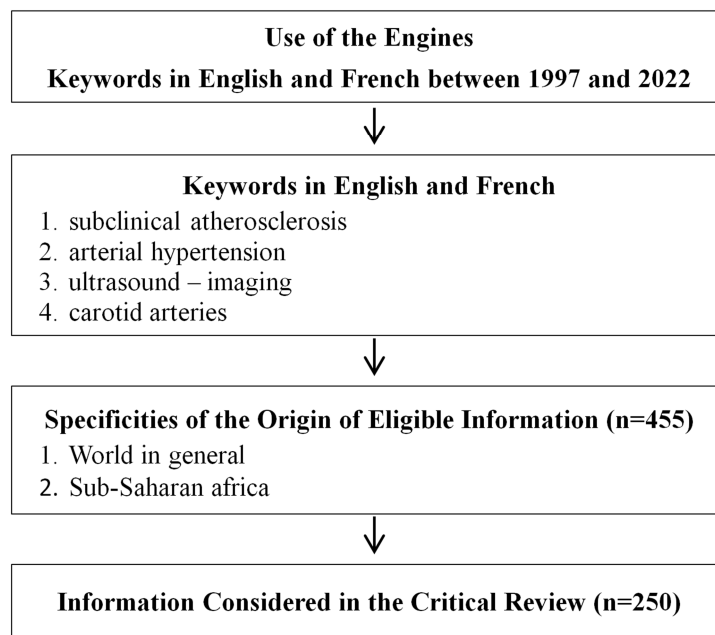 Use of the Engines
Keywords in English and French between 1997 and 2022
Keywords in English and French
1. subclinical atherosclerosis
2. arterial hypertension
3. ultrasound – imaging
4. carotid arteries
Specificities of the Origin of Eligible Information (n=455)
1. World in general
2. Sub-Saharan africa
Information Considered in the Critical Review (n=250)